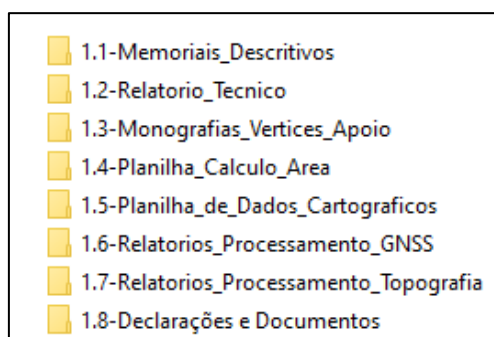 1.1-Memoriais_Descritivos
1.2-Relatorio_Tecnico
1.3-Monografias_Vertices_Apoio
1.4-Planilha_Calculo_Area
1.5-Planilha_de_Dados_Cartograficos
1.6-Relatorios_Processamento_GNSS
1.7-Relatorios_Processamento_Topografia
1.8-Declarações e Documentos